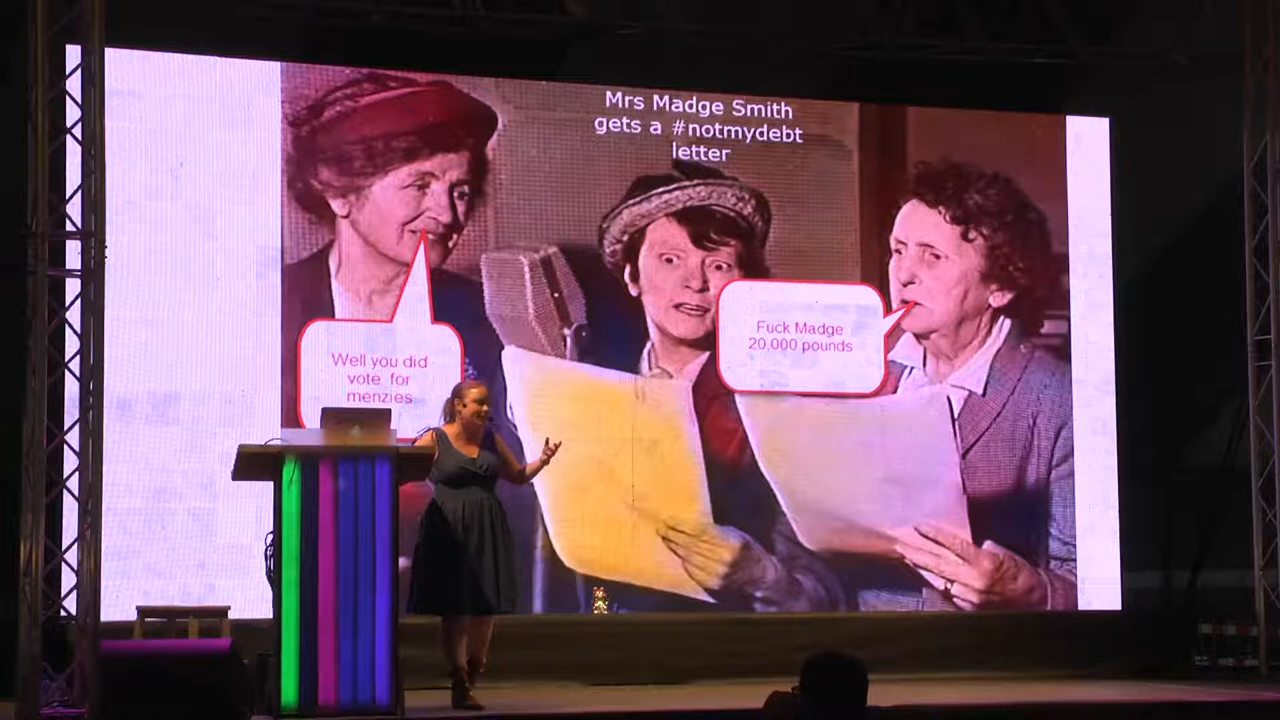 Mrs Madge Smith
gets a #notmydebt
letter
Well you did
vote for
menzies
Fuck Madge
20,000 pounds